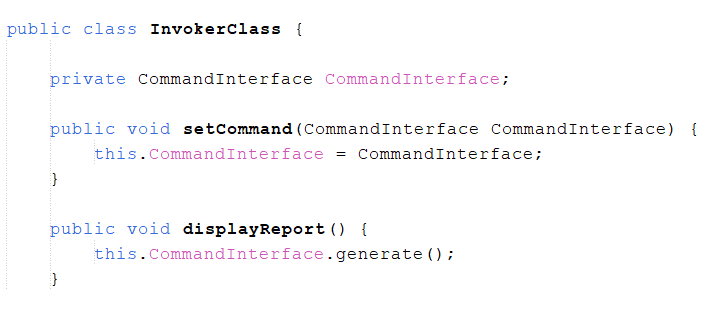 public class InvokerClass {
private CommandInterface CommandInterface;
public void setCommand(CommandInterface CommandInterface) {
this.CommandInterface = CommandInterface;
}
public void displayReport() {
this.CommandInterface.generate();
}